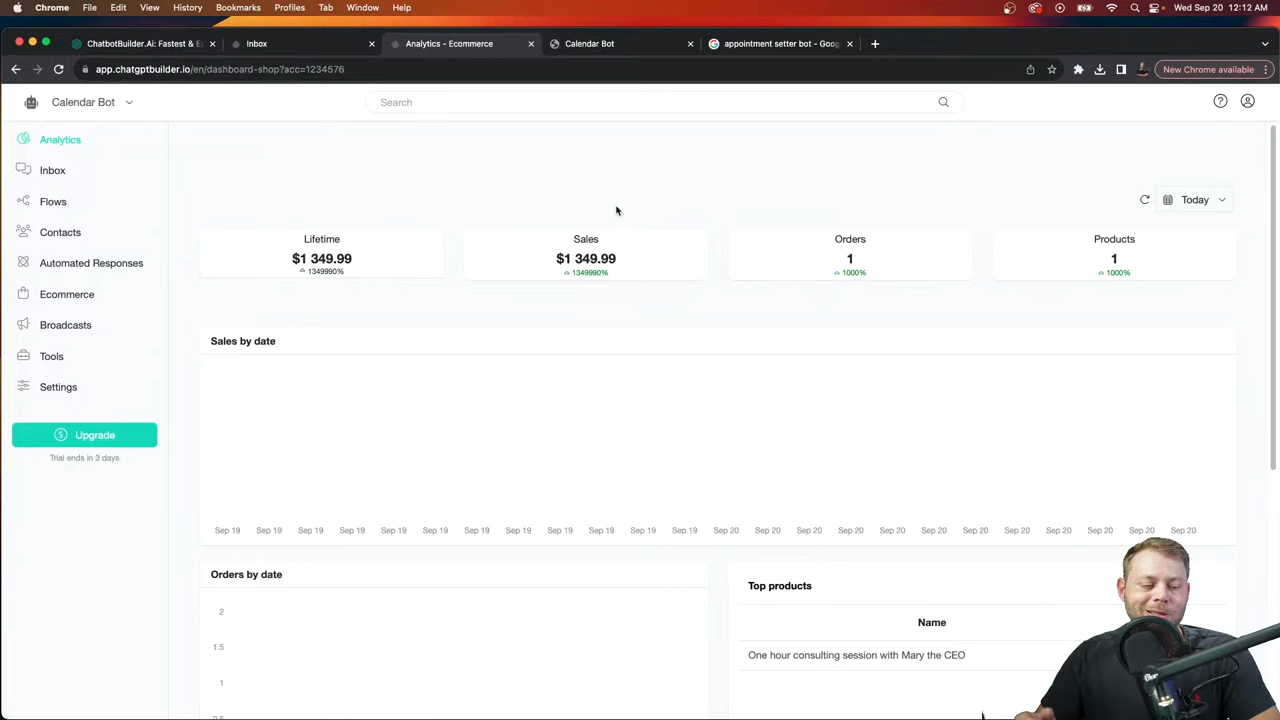 Chrome File Edit View History Bookmarks Profiles Tab Window Help Wed Sep 20 12:12 AM
ChatbotBuilder.Ai: Fastest & E Inbox Analytics - Ecommerce Calendar Bot appointment setter bot - Goog
app.chatgptbuilder.io/en/dashboard-shop?acc=1234576 New Chrome available
Calendar Bot Search
Analytics
Inbox
Flows
Contacts
Automated Responses
Ecommerce
Broadcasts
Tools
Settings
Upgrade
Trial ends in 3 days
Today
Lifetime
$1 349.99
1349990%
Sales
$1 349.99
1349990%
Orders
1
1000%
Products
1
1000%
Sales by date
Sep 19 Sep 19 Sep 19 Sep 19 Sep 19 Sep 19 Sep 19 Sep 19 Sep 19 Sep 19 Sep 19 Sep 19 Sep 20 Sep 20 Sep 20 Sep 20 Sep 20 Sep 20 Sep 20 Sep 20 Sep 20 Sep 20 Sep 20 Sep 20
Orders by date
2
1.5
1
0.5
Top products
Name
One hour consulting session with Mary the CEO